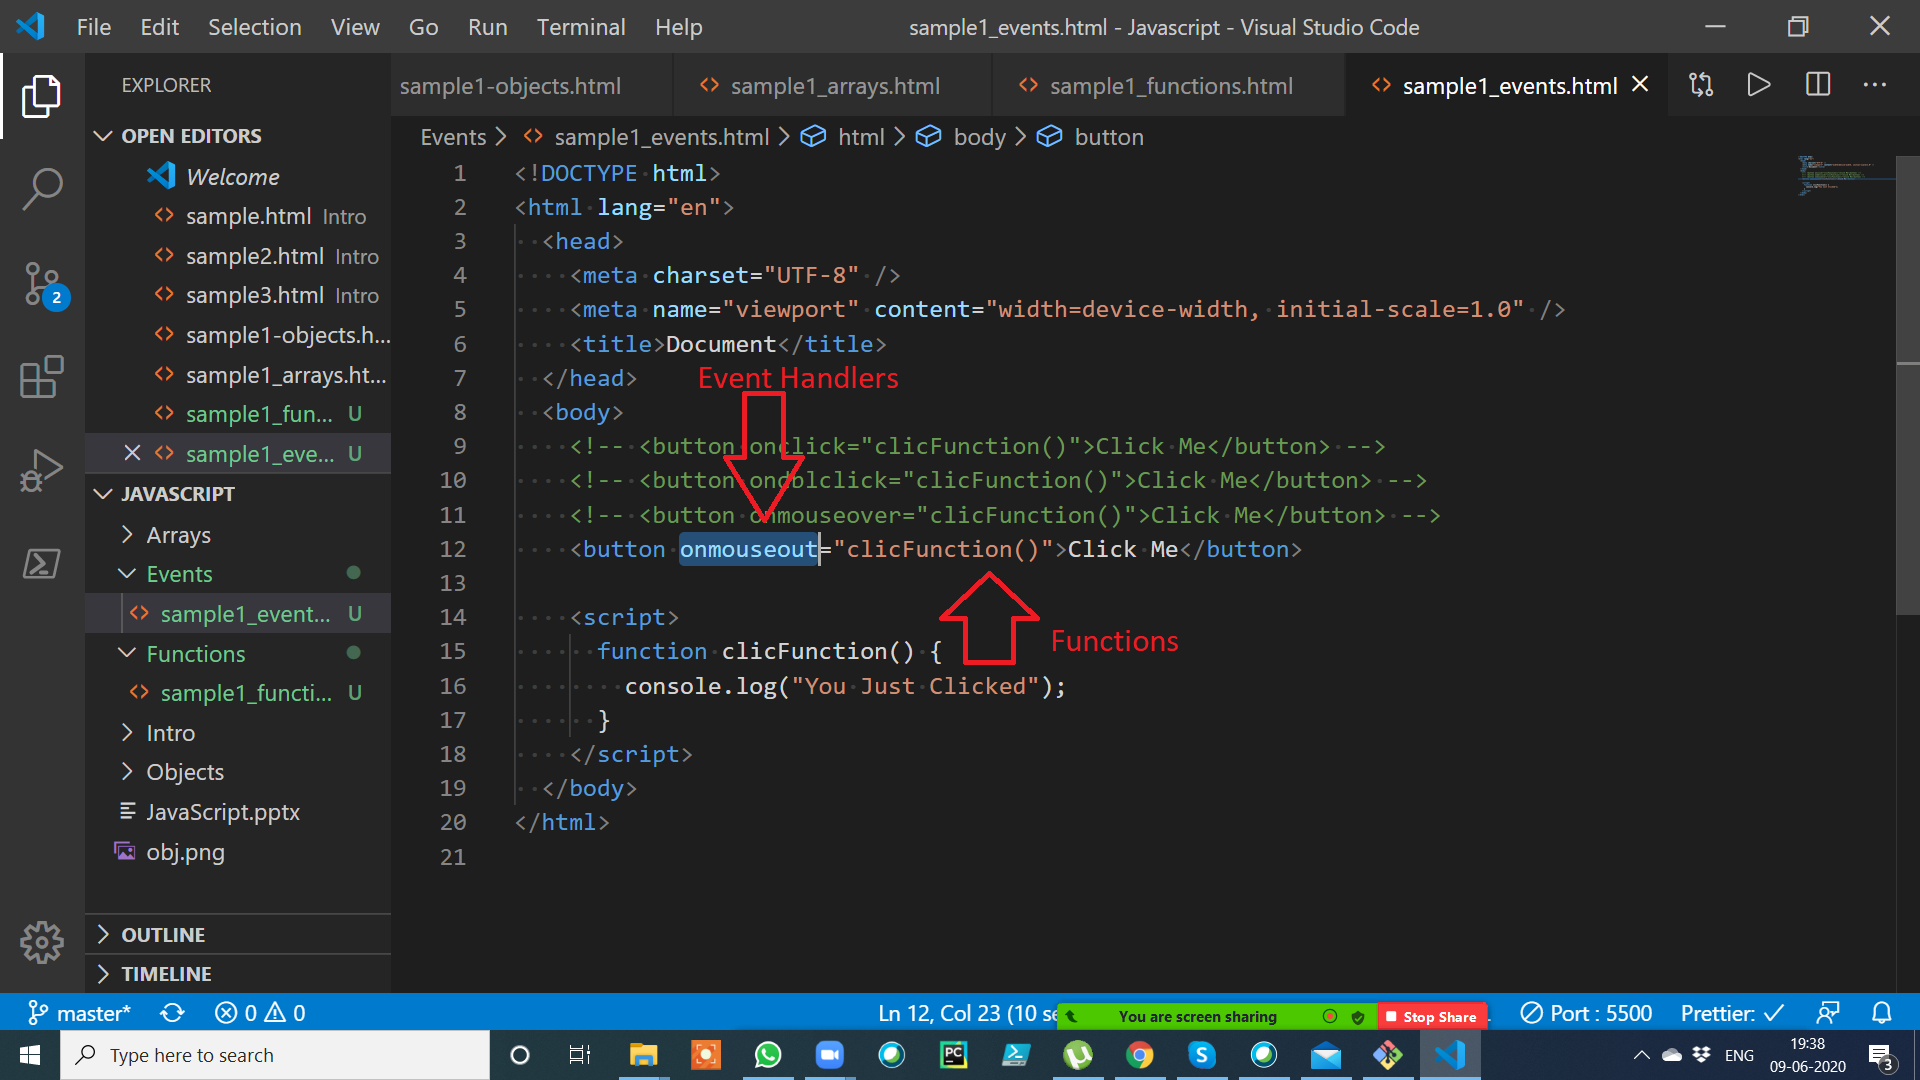 File Edit Selection View Go Run Terminal Help
sample1_events.html - Javascript - Visual Studio Code
EXPLORER
OPEN EDITORS
Welcome
sample.html Intro
sample2.html Intro
sample3.html Intro
sample1-objects.h...
sample1_arrays.ht...
sample1_fun... U
sample1_eve... U
JAVASCRIPT
Arrays
Events
sample1_event... U
Functions
sample1_functi... U
Intro
Objects
JavaScript.pptx
obj.png
OUTLINE
TIMELINE
2
sample1-objects.html
sample1_arrays.html
sample1_functions.html
sample1_events.html
Events > sample1_events.html > html > body > button
1 <!DOCTYPE html>
2 <html lang="en">
3 <head>
4 <meta charset="UTF-8" />
5 <meta name="viewport" content="width=device-width, initial-scale=1.0" />
6 <title>Document</title>
7 </head>
Event Handlers
8 <body>
9 <!-- <button onclick="clicFunction()">Click Me</button> -->
10 <!-- <button ondblclick="clicFunction()">Click Me</button> -->
11 <!-- <button onmouseover="clicFunction()">Click Me</button> -->
12 <button onmouseout="clicFunction()">Click Me</button>
13
14 <script>
Functions
15 function clicFunction() {
16 console.log("You Just Clicked");
17 }
18 </script>
19 </body>
20 </html>
21
master* 0 0
Ln 12, Col 23 (10 se
You are screen sharing
Stop Share
Port : 5500
Prettier: ✓
Type here to search
PC
ENG
19:38
09-06-2020
3